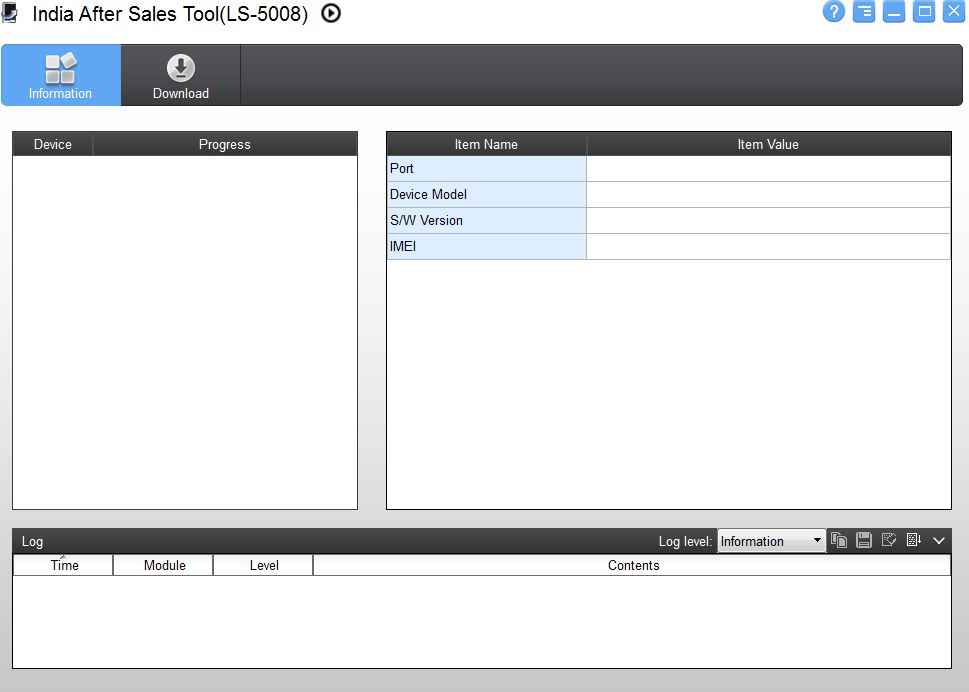 India After Sales Tool(LS-5008)
?
Information
Download
Device Progress
Item Name Item Value
Port
Device Model
S/W Version
IMEI
Log Log level: Information
Time Module Level Contents